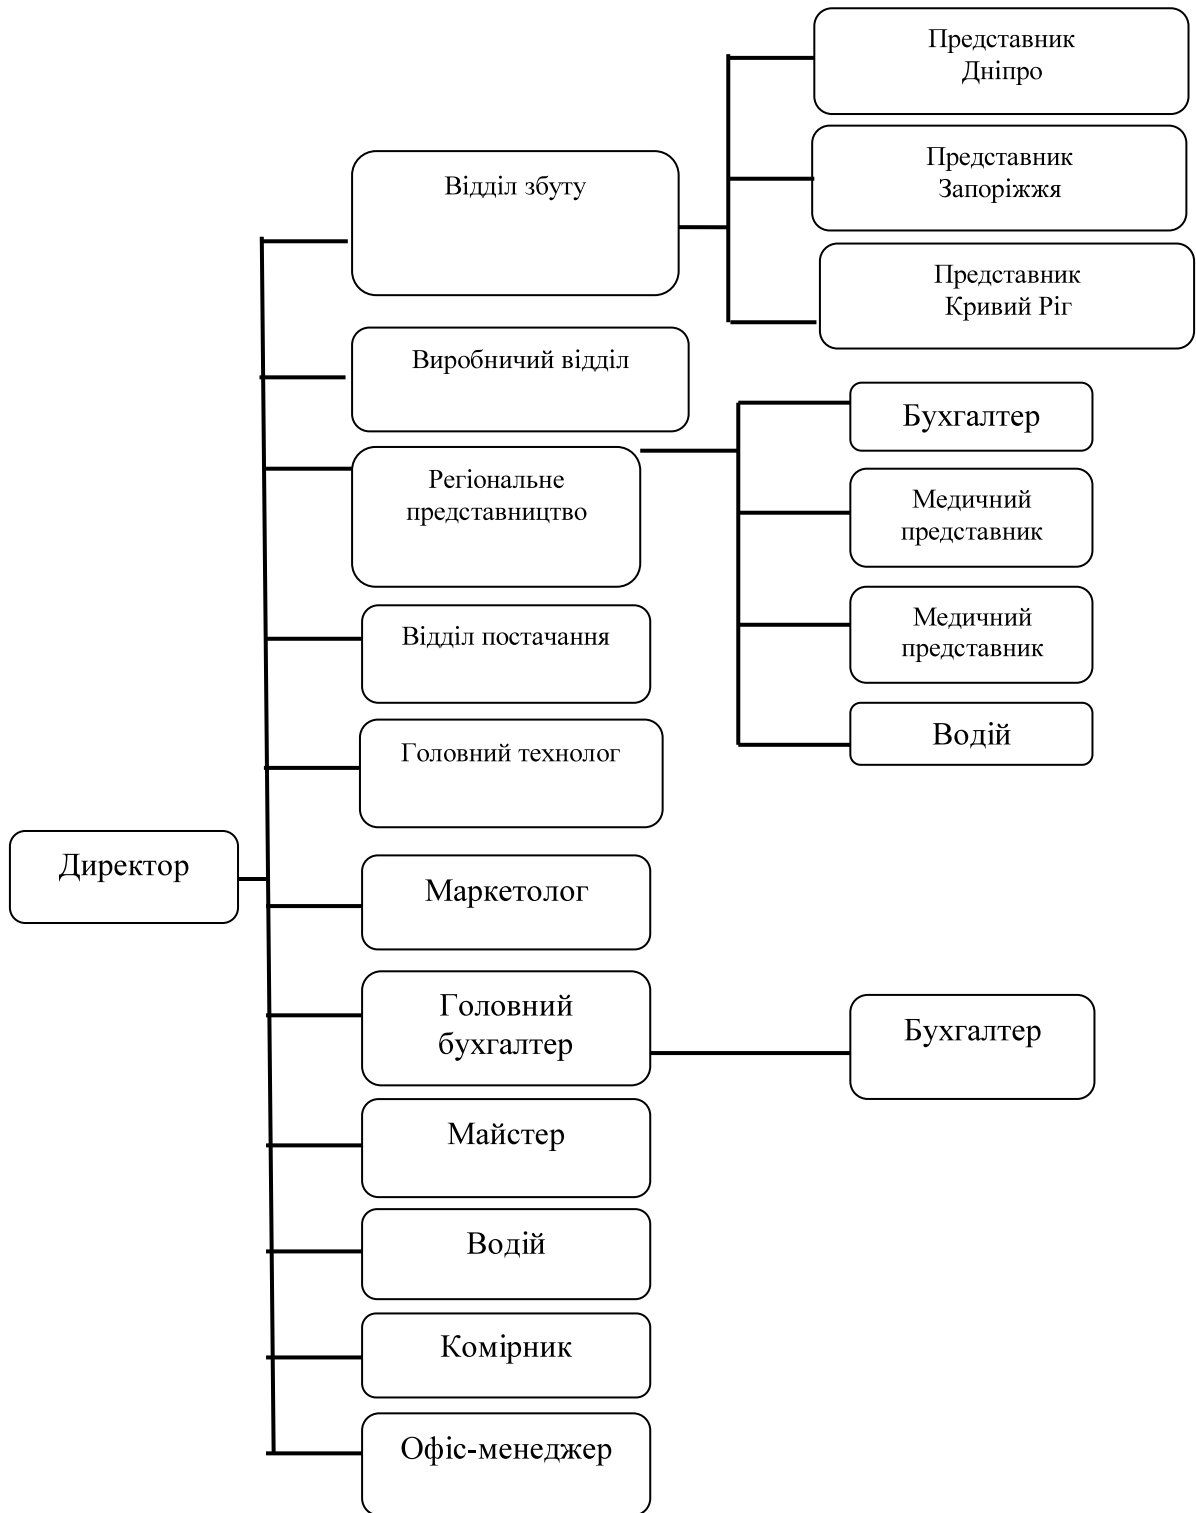 Представник
Дніпро
Відділ збуту
Представник
Запоріжжя
Представник
Кривий Ріг
Виробничий відділ
Бухгалтер
Регіональне
представництво
Медичний
представник
Медичний
представник
Відділ постачання
Водій
Головний технолог
Директор
Маркетолог
Головний
бухгалтер
Бухгалтер
Майстер
Водій
Комірник
Офіс-менеджер